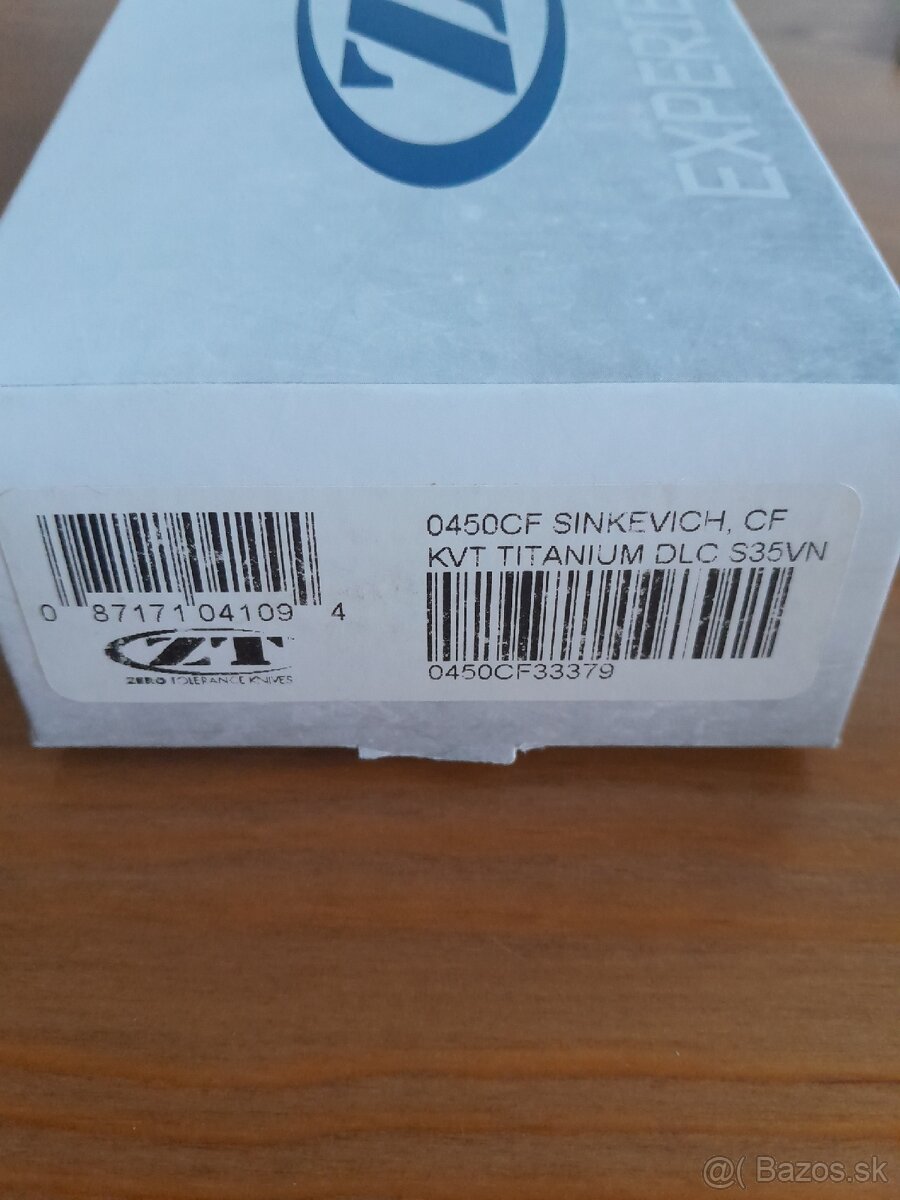 ZT
EXPERIE
0450CF SINKEVICH, CF
KVT TITANIUM DLC S35VN
0 87171 04109 4
ZT
ZERO TOLERANCE KNIVES
0450CF33379
@( Bazos.sk